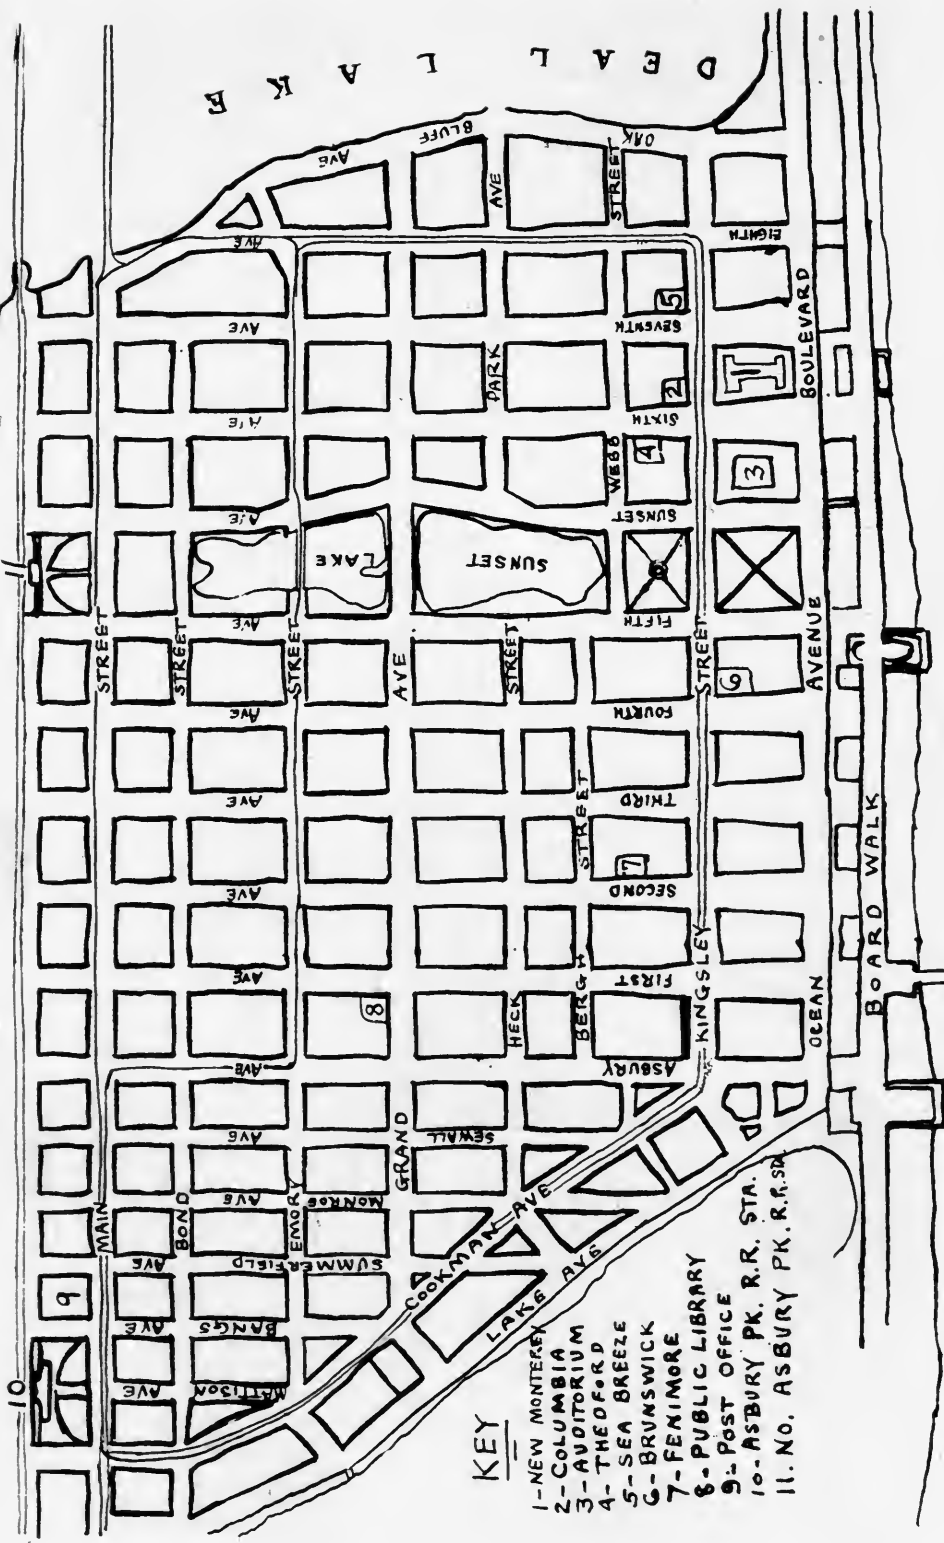 DEAL LAKE
BLUFF
AVE
OAK
AVE
STREET
AVE
EIGHTH
AVE
SEVENTH
5
BOULEVARD
PARK
2
1
AVE
SIXTH
WEBB
4
3
AVE
SUNSET
11
LAKE
SUNSET
AVE
FIFTH
STREET
STREET
STREET
AVE
STREET
STREET
AVENUE
6
AVE
FOURTH
AVE
THIRD
STREET
7
AVE
SECOND
BOARD WALK
AVE
FIRST
8
HECK
BERGH
KINGSLEY
OCEAN
AVE
ASBURY
AVE
SEWALL
GRAND
AVE
MONROE
MAIN
BOND
EMORY
AVE
SUMMERFIELD
COOKMAN AVE
LAKE AVE
9
AVE
BANGS
10
AVE
MATTISON
KEY
1-NEW MONTEREY
2-COLUMBIA
3-AUDITORIUM
4-THEDFORD
5-SEA BREEZE
6-BRUNSWICK
7-FENIMORE
8-PUBLIC LIBRARY
9-POST OFFICE
10-ASBURY PK. R.R. STA.
11. NO. ASBURY PK. R.R. STA.